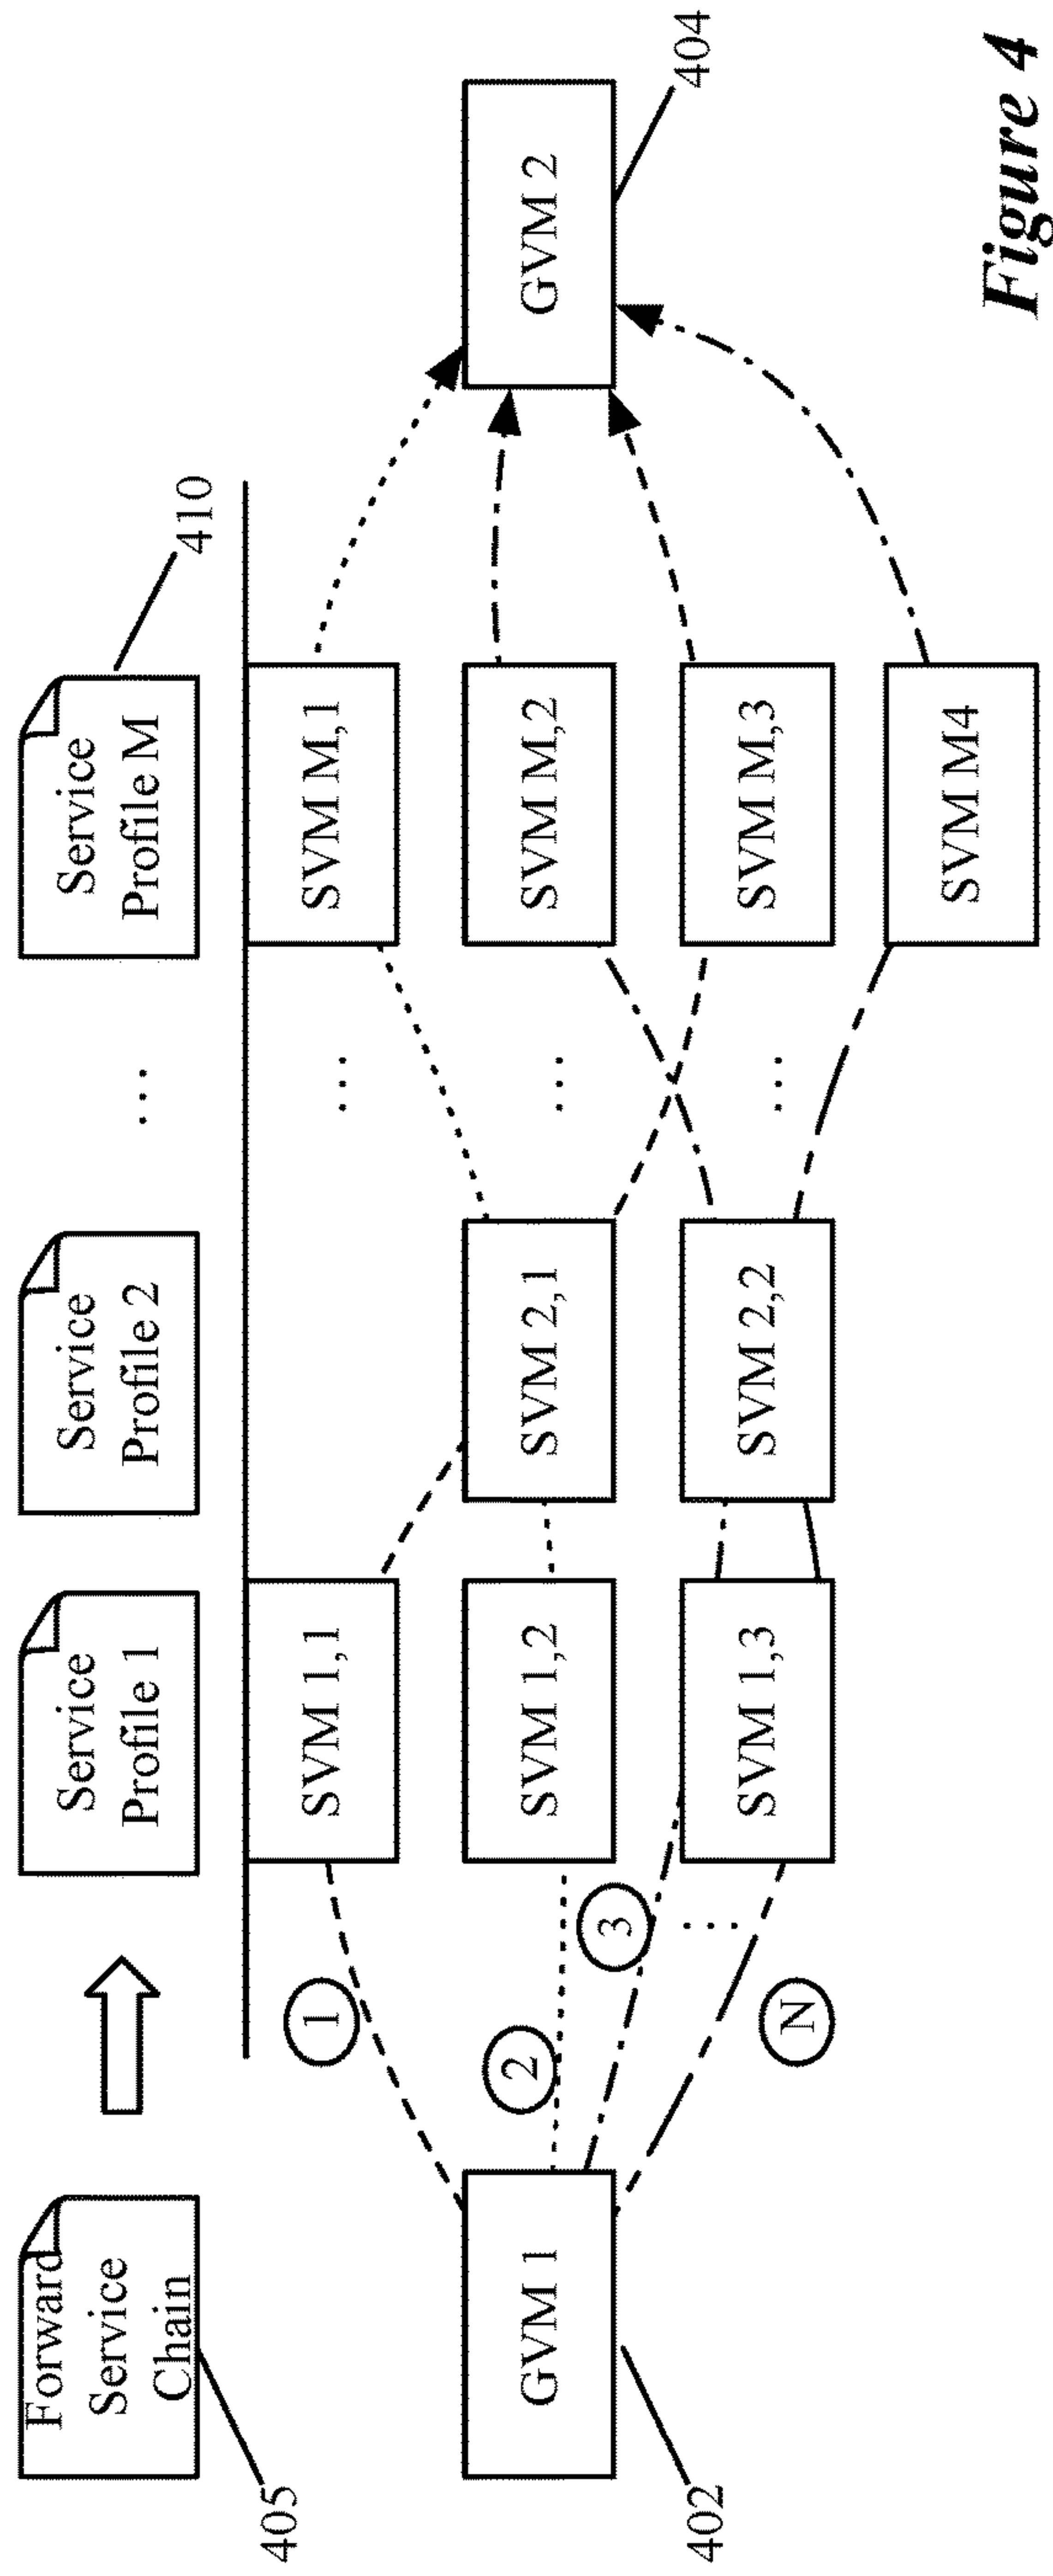 Forward
Service
Chain
405
Service
Profile 1
Service
Profile 2
...
Service
Profile M
410
GVM 1
402
1
2
3
...
N
SVM 1,1
SVM 1,2
SVM 1,3
SVM 2,1
SVM 2,2
...
...
...
SVM M,1
SVM M,2
SVM M,3
SVM M4
GVM 2
404
Figure 4